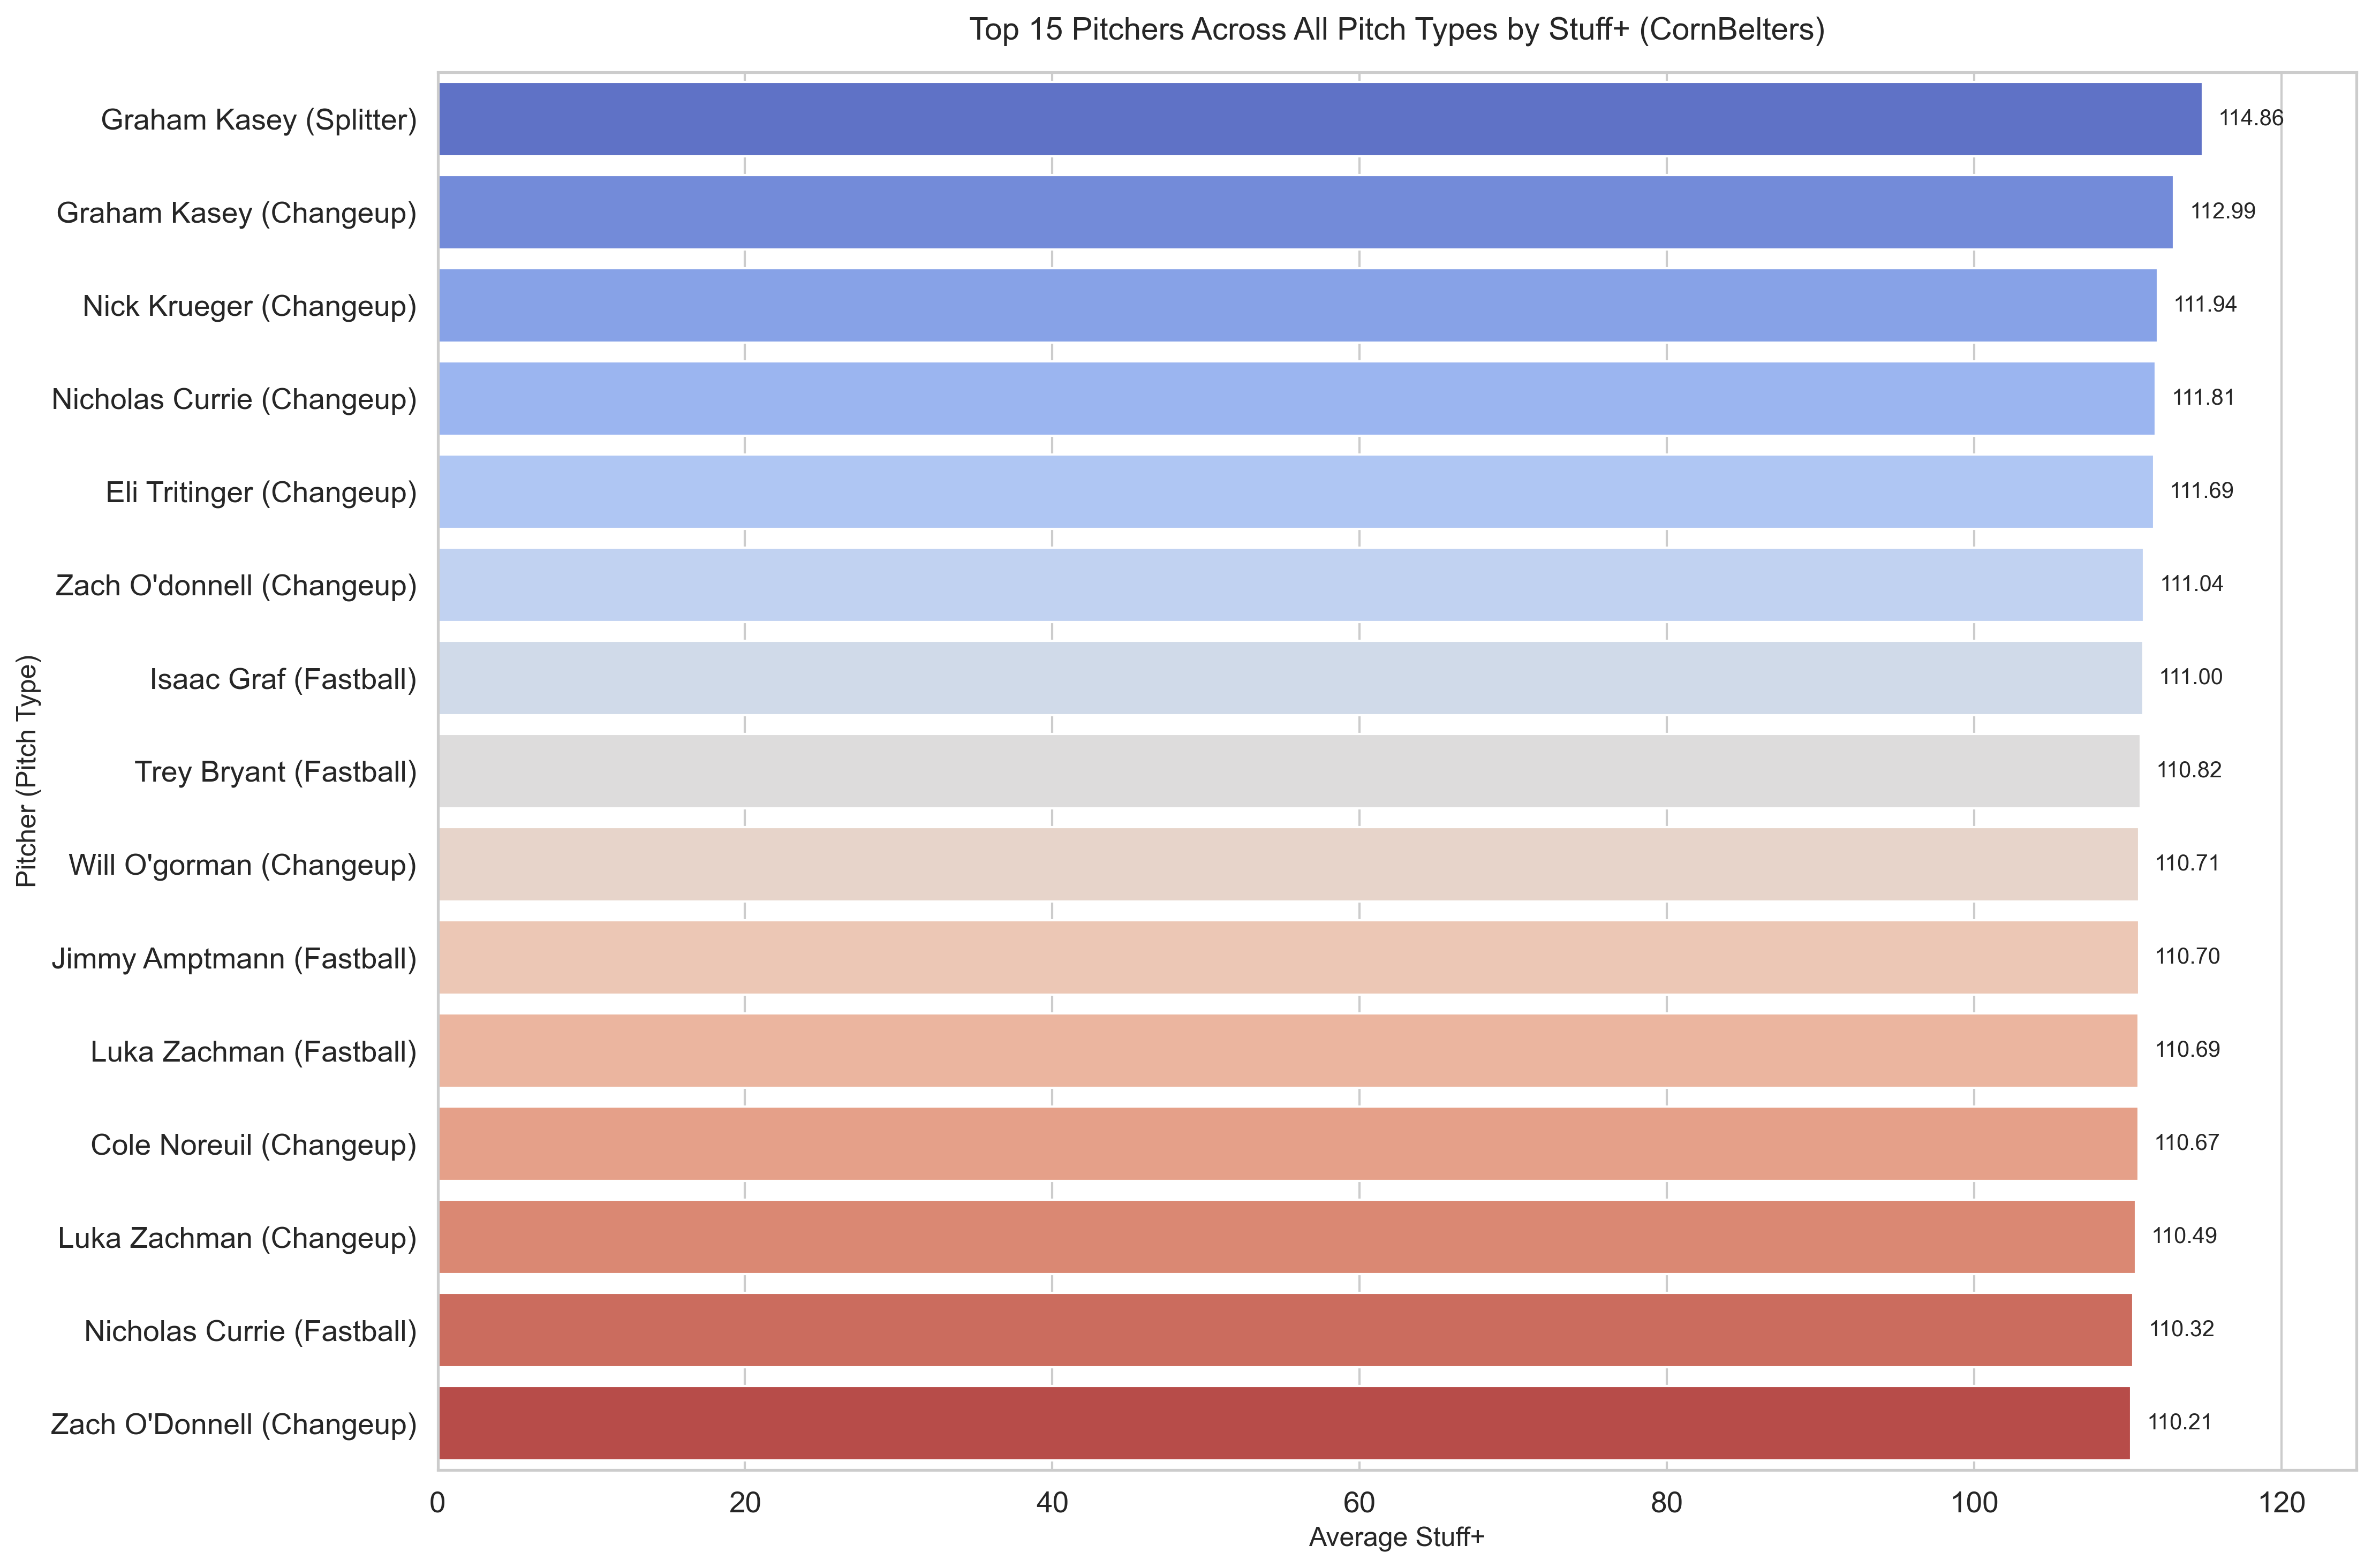 Top 15 Pitchers Across All Pitch Types by Stuff+ (CornBelters)
Pitcher (Pitch Type)
Graham Kasey (Splitter) 114.86
Graham Kasey (Changeup) 112.99
Nick Krueger (Changeup) 111.94
Nicholas Currie (Changeup) 111.81
Eli Tritinger (Changeup) 111.69
Zach O'donnell (Changeup) 111.04
Isaac Graf (Fastball) 111.00
Trey Bryant (Fastball) 110.82
Will O'gorman (Changeup) 110.71
Jimmy Amptmann (Fastball) 110.70
Luka Zachman (Fastball) 110.69
Cole Noreuil (Changeup) 110.67
Luka Zachman (Changeup) 110.49
Nicholas Currie (Fastball) 110.32
Zach O'Donnell (Changeup) 110.21
0 20 40 60 80 100 120
Average Stuff+